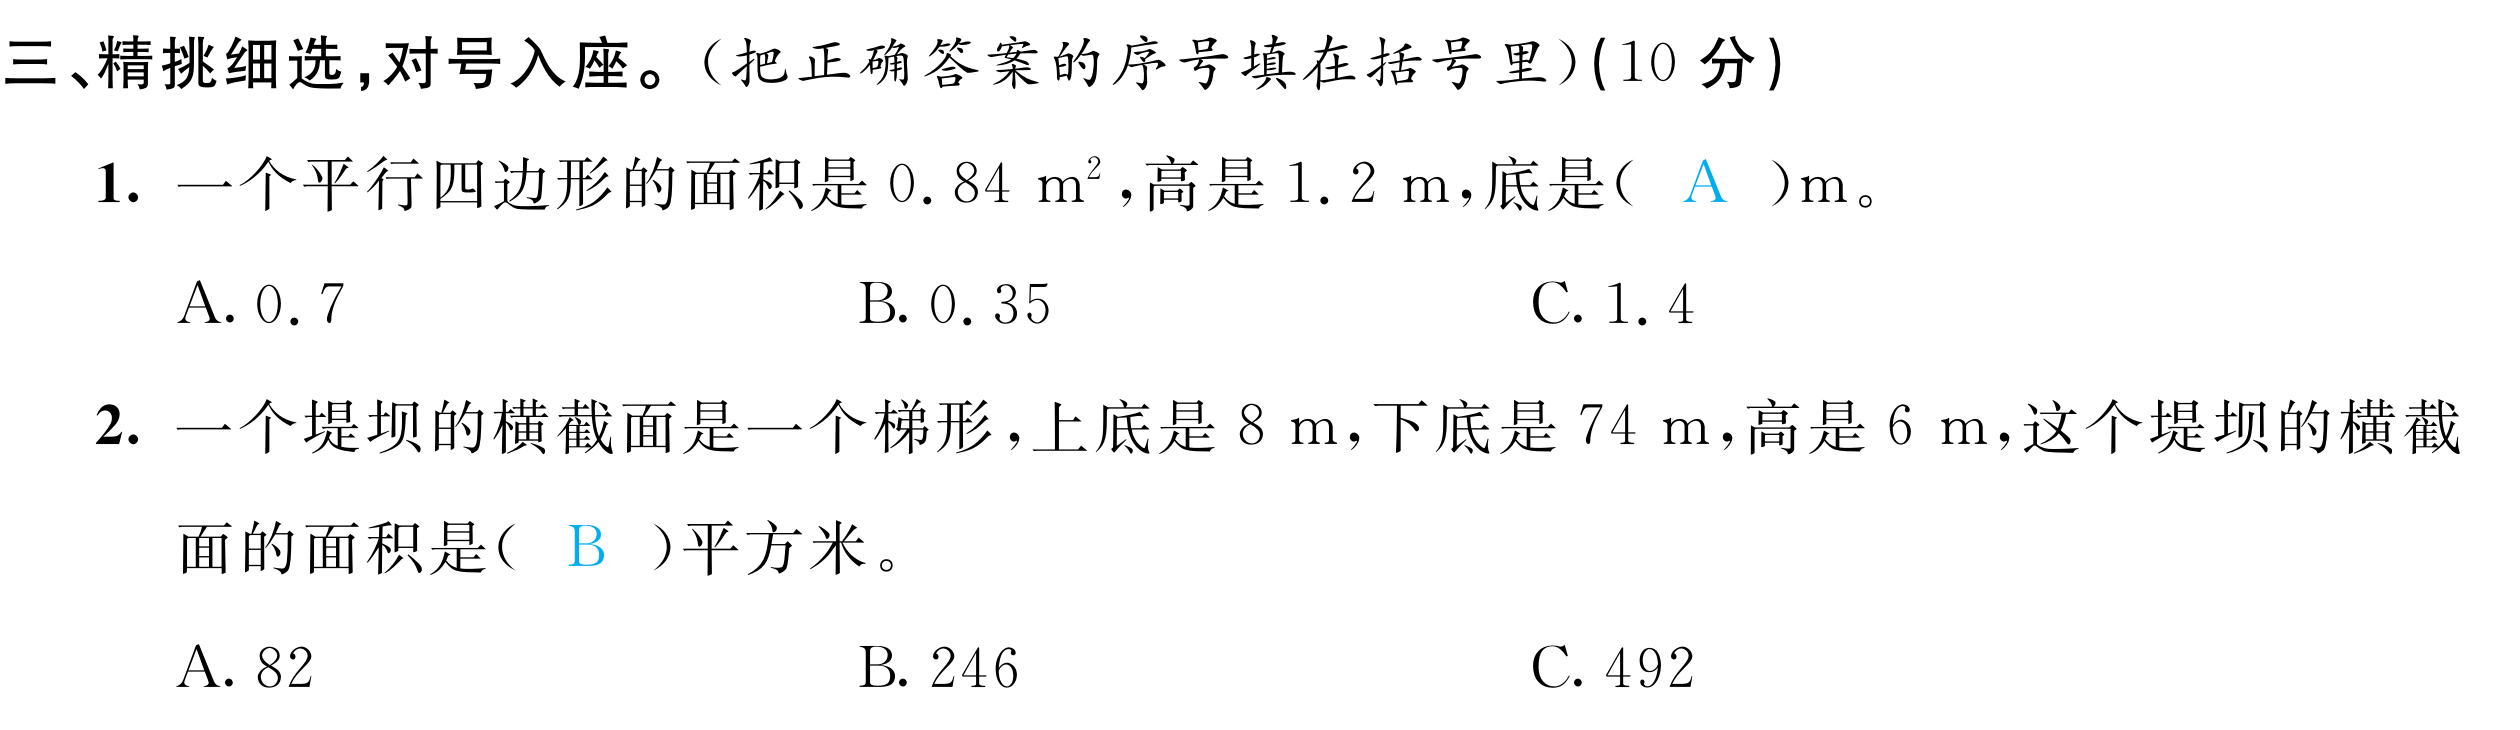 二、精挑细选,对号入座。(把正确答案的序号填在括号里)(10 分)
1. 一个平行四边形的面积是 0.84 m²,高是 1.2 m,底是( A )m。
A. 0.7 B. 0.35 C. 1.4
2. 一个堤坝的横截面是一个梯形,上底是 8 m,下底是 74 m,高是 6 m,这个堤坝的横截
面的面积是( B )平方米。
A. 82 B. 246 C. 492